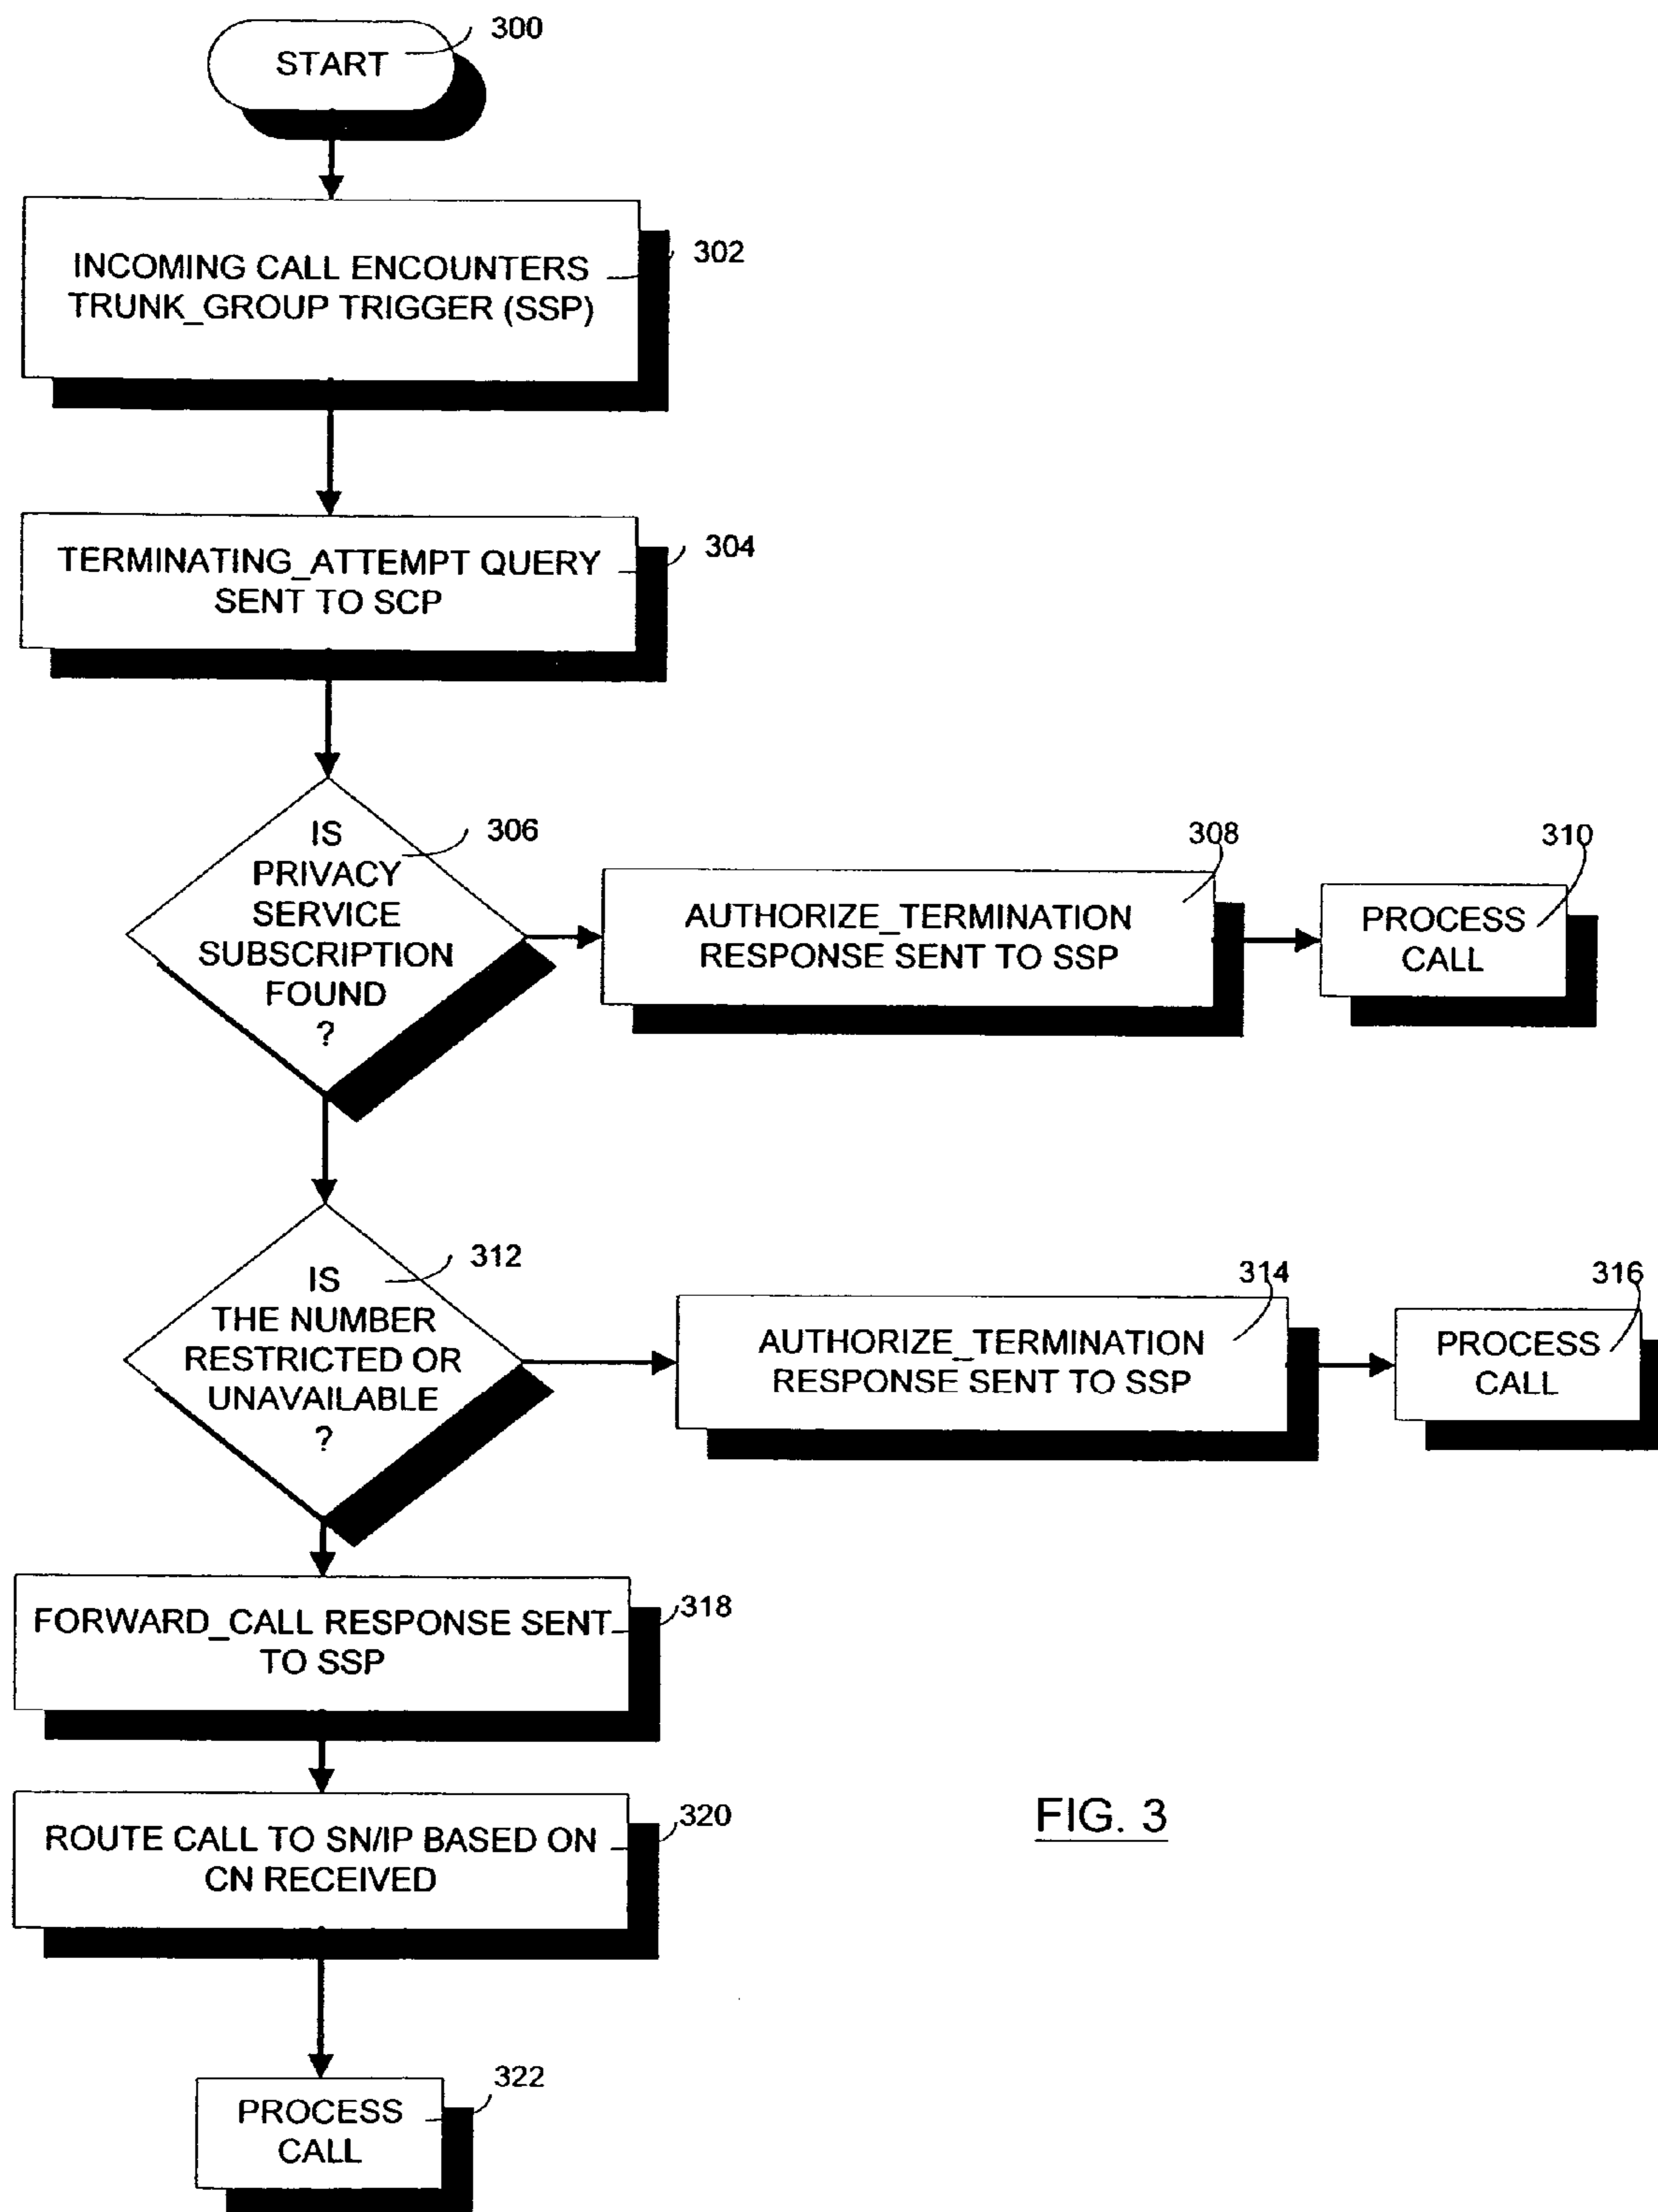 300
START
302
INCOMING CALL ENCOUNTERS
TRUNK_GROUP TRIGGER (SSP)
304
TERMINATING_ATTEMPT QUERY
SENT TO SCP
306
IS
PRIVACY
SERVICE
SUBSCRIPTION
FOUND
?
308
AUTHORIZE_TERMINATION
RESPONSE SENT TO SSP
310
PROCESS
CALL
312
IS
THE NUMBER
RESTRICTED OR
UNAVAILABLE
?
314
AUTHORIZE_TERMINATION
RESPONSE SENT TO SSP
316
PROCESS
CALL
318
FORWARD_CALL RESPONSE SENT
TO SSP
320
ROUTE CALL TO SN/IP BASED ON
CN RECEIVED
FIG. 3
322
PROCESS
CALL